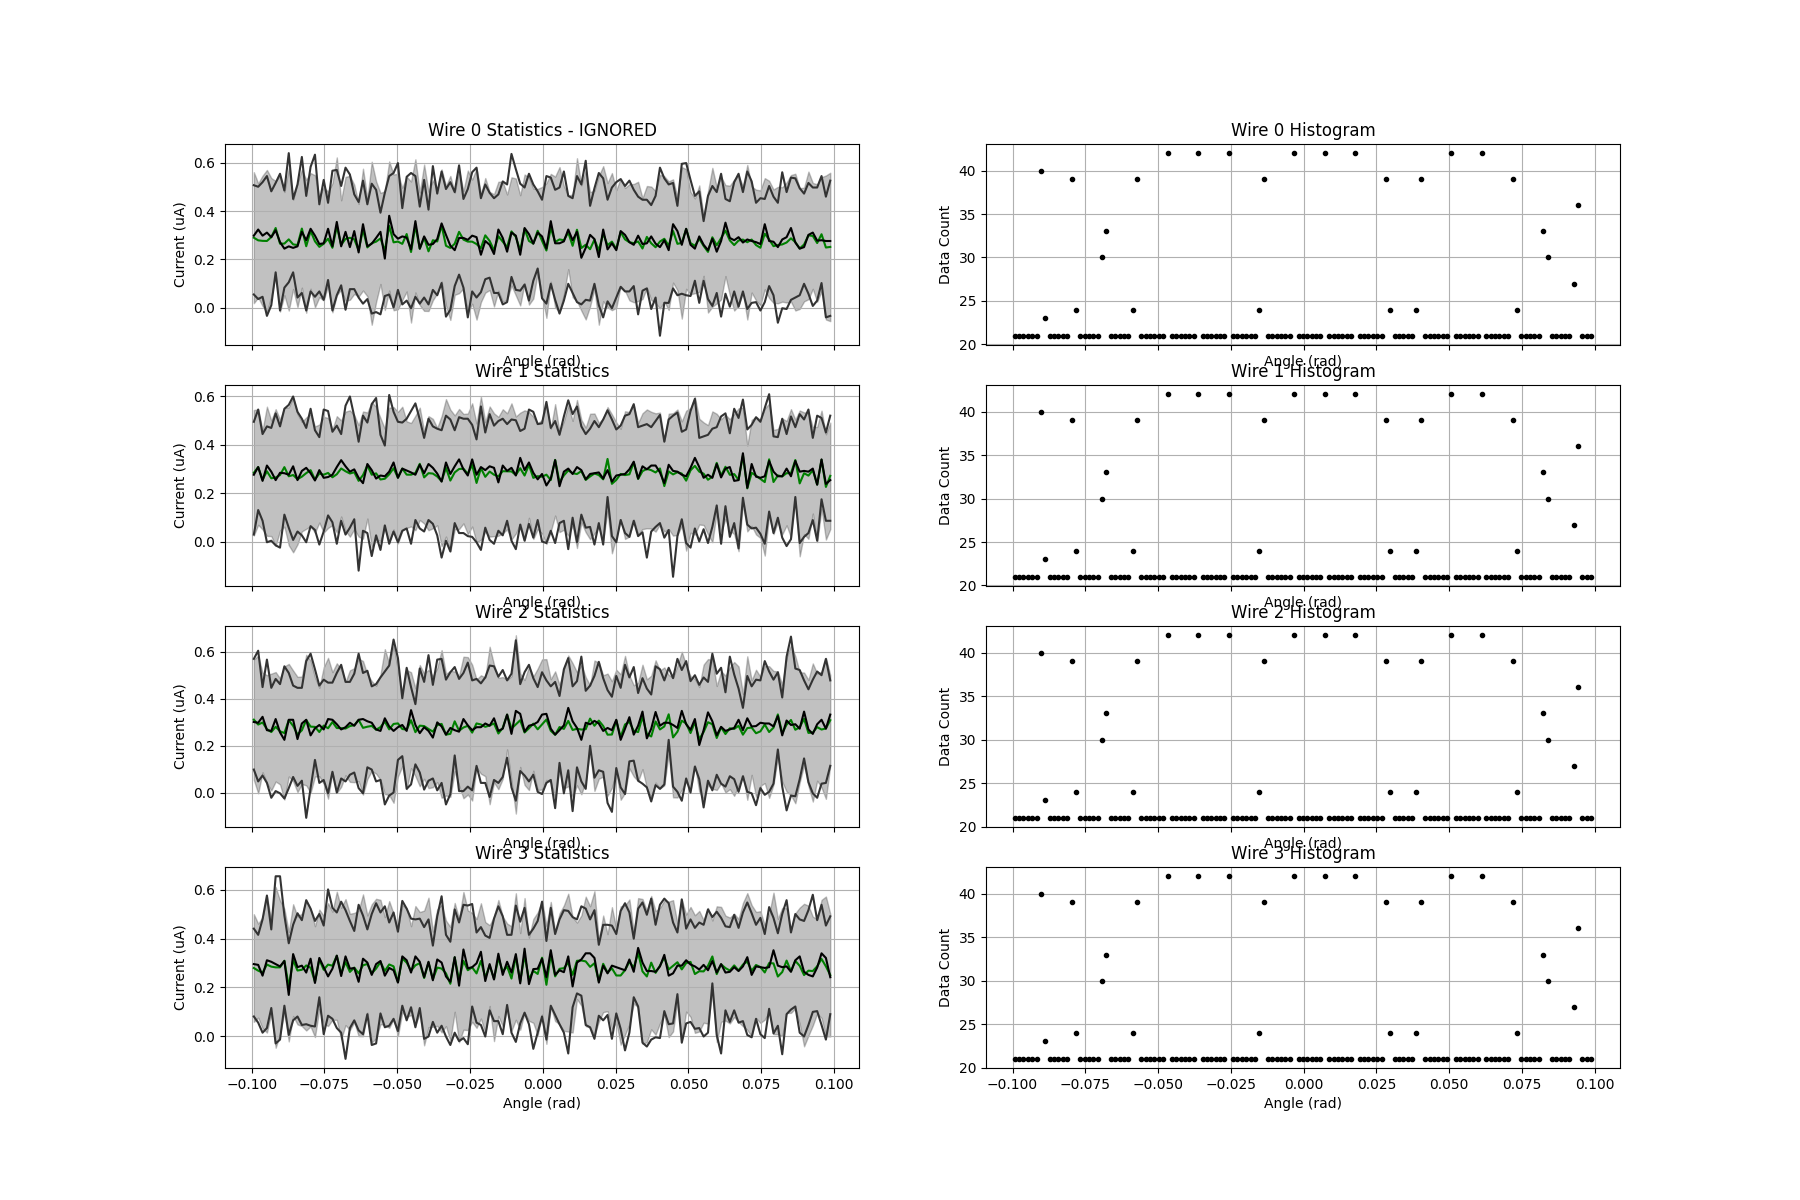 Wire 0 Statistics - IGNORED
Current (uA)
0.6
0.4
0.2
0.0
Angle (rad)
Wire 0 Histogram
Data Count
40
35
30
25
20
Angle (rad)
Wire 1 Statistics
Current (uA)
0.6
0.4
0.2
0.0
Angle (rad)
Wire 1 Histogram
Data Count
40
35
30
25
20
Angle (rad)
Wire 2 Statistics
Current (uA)
0.6
0.4
0.2
0.0
Angle (rad)
Wire 2 Histogram
Data Count
40
35
30
25
20
Angle (rad)
Wire 3 Statistics
Current (uA)
0.6
0.4
0.2
0.0
−0.100 −0.075 −0.050 −0.025 0.000 0.025 0.050 0.075 0.100
Angle (rad)
Wire 3 Histogram
Data Count
40
35
30
25
20
−0.100 −0.075 −0.050 −0.025 0.000 0.025 0.050 0.075 0.100
Angle (rad)